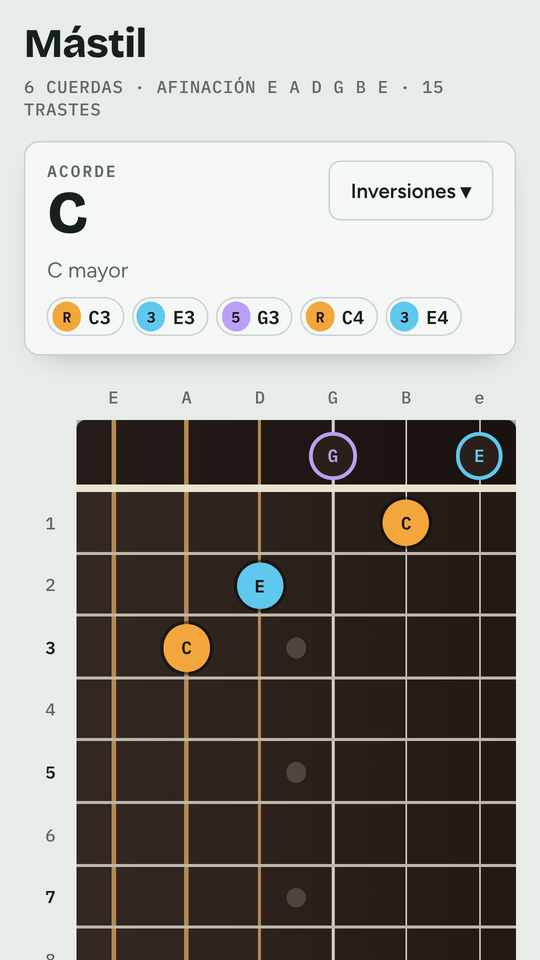 Mástil
6 CUERDAS · AFINACIÓN E A D G B E · 15
TRASTES
ACORDE
Inversiones ▾
C
C mayor
R C3 3 E3 5 G3 R C4 3 E4
E A D G B e
G E
1 C
2 E
3 C
4
5
6
7
8